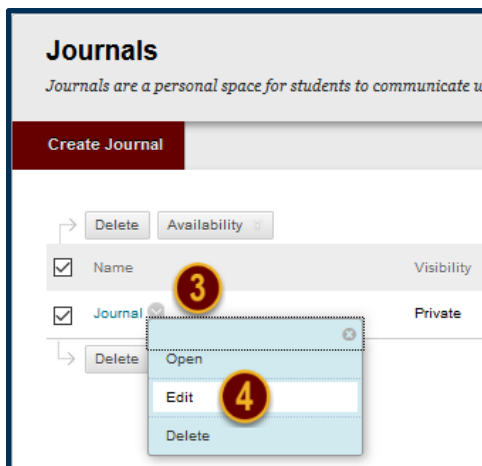 Journals
Journals are a personal space for students to communicate
Create Journal
Delete Availability
Name Visibility
3
Journal Private
Delete
Open
Edit 4
Delete